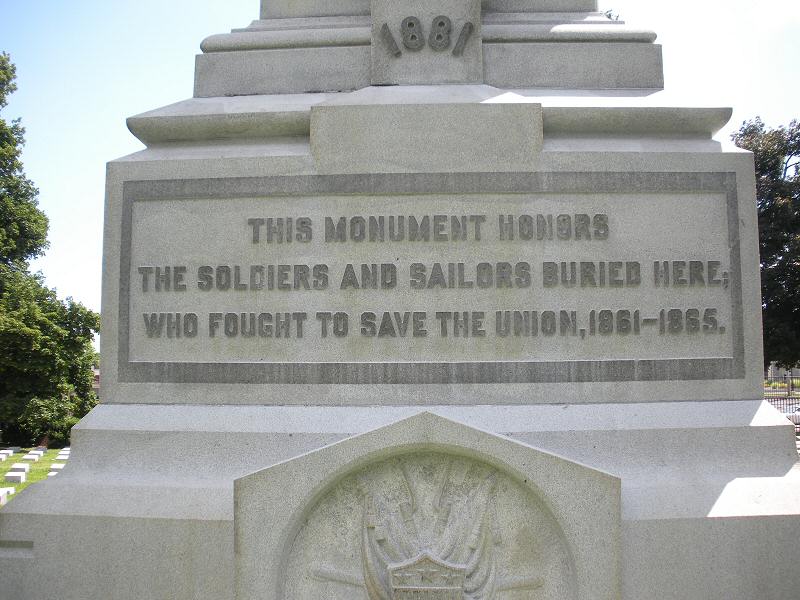 1881
THIS MONUMENT HONORS
THE SOLDIERS AND SAILORS BURIED HERE;
WHO FOUGHT TO SAVE THE UNION, 1861-1865.